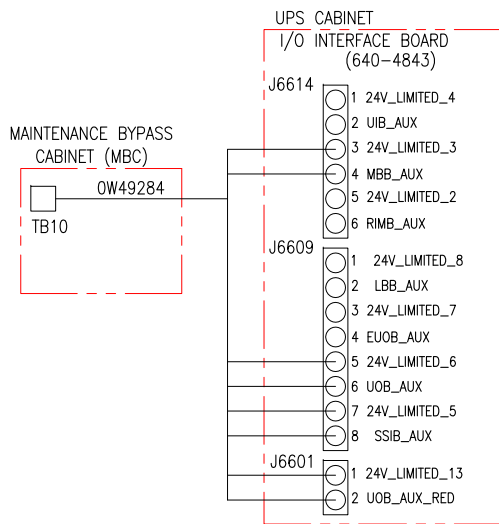 UPS CABINET
I/O INTERFACE BOARD
(640-4843)
J6614
1 24V_LIMITED_4
2 UIB_AUX
3 24V_LIMITED_3
4 MBB_AUX
5 24V_LIMITED_2
6 RIMB_AUX
MAINTENANCE BYPASS
CABINET (MBC)
0W49284
TB10
J6609
1 24V_LIMITED_8
2 LBB_AUX
3 24V_LIMITED_7
4 EUOB_AUX
5 24V_LIMITED_6
6 UOB_AUX
7 24V_LIMITED_5
8 SSIB_AUX
J6601
1 24V_LIMITED_13
2 UOB_AUX_RED